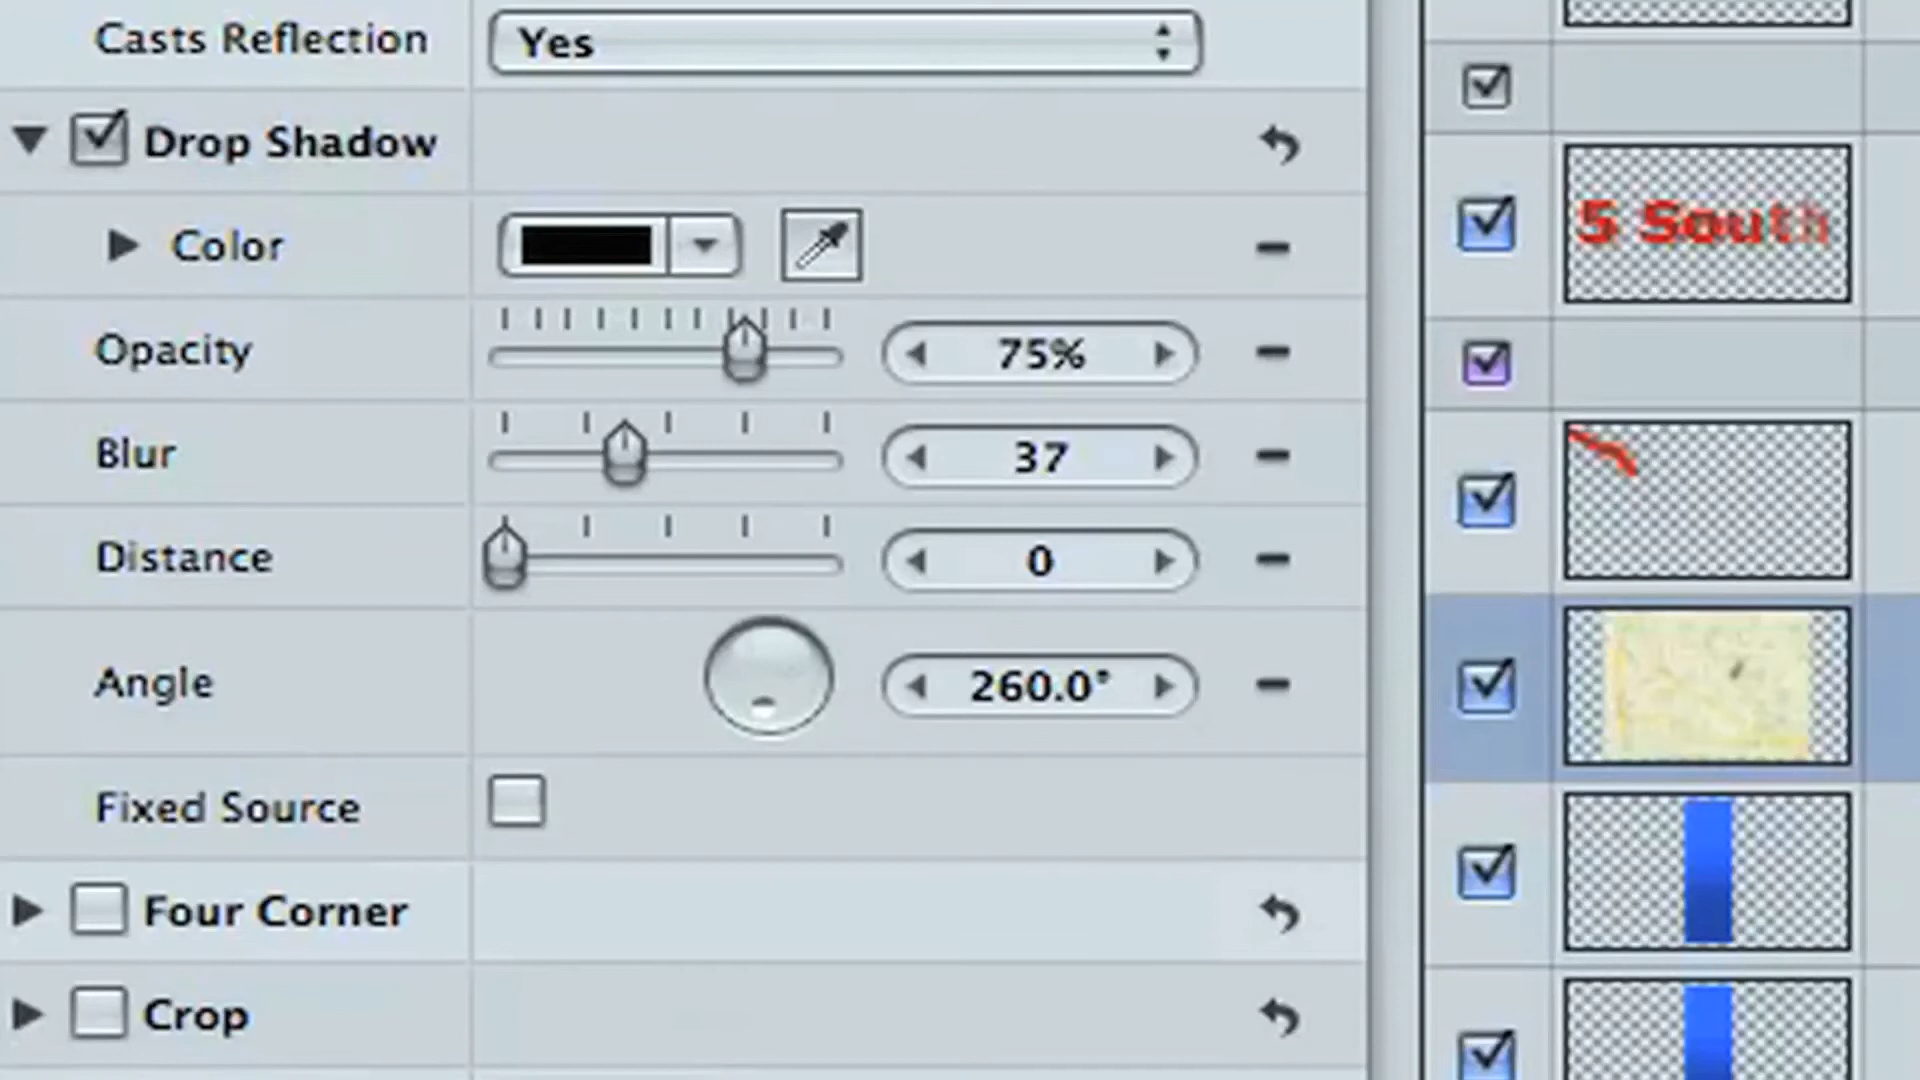 Casts Reflection Yes
Drop Shadow
Color
Opacity 75%
Blur 37
Distance 0
Angle 260.0°
Fixed Source
Four Corner
Crop
5 South